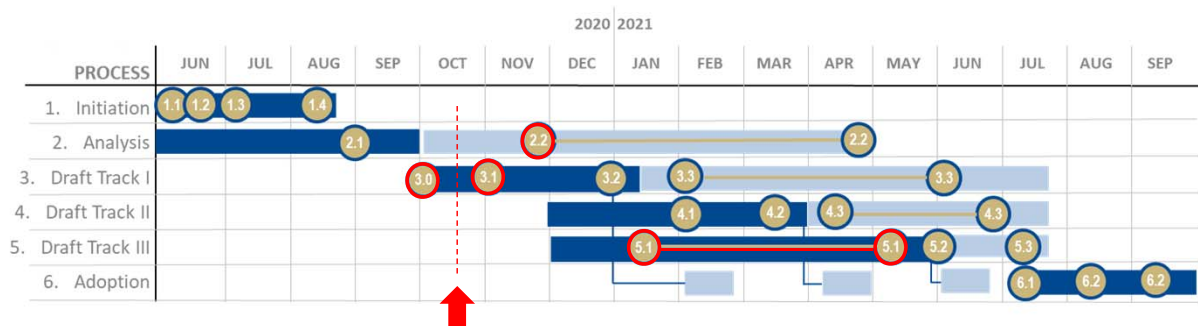 2020 2021
PROCESS JUN JUL AUG SEP OCT NOV DEC JAN FEB MAR APR MAY JUN JUL AUG SEP
1. Initiation 1.1 1.2 1.3 1.4
2. Analysis 2.1 2.2 2.2
3. Draft Track I 3.0 3.1 3.2 3.3 3.3
4. Draft Track II 4.1 4.2 4.3 4.3
5. Draft Track III 5.1 5.1 5.2 5.3
6. Adoption 6.1 6.2 6.2